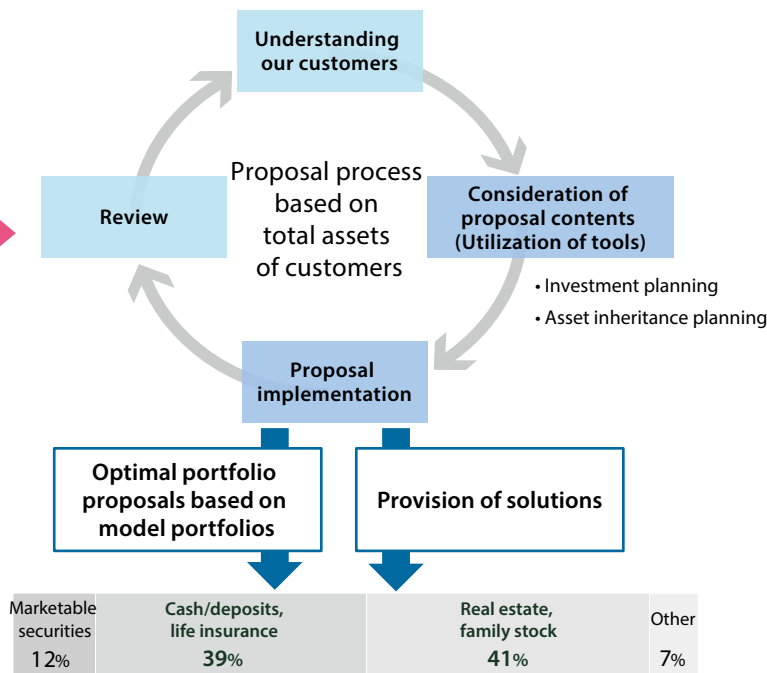 Understanding
our customers
Proposal process
based on
total assets
of customers
Review
Consideration of
proposal contents
(Utilization of tools)
• Investment planning
• Asset inheritance planning
Proposal
implementation
Optimal portfolio
proposals based on
model portfolios
Provision of solutions
Marketable
securities
12%
Cash/deposits,
life insurance
39%
Real estate,
family stock
41%
Other
7%